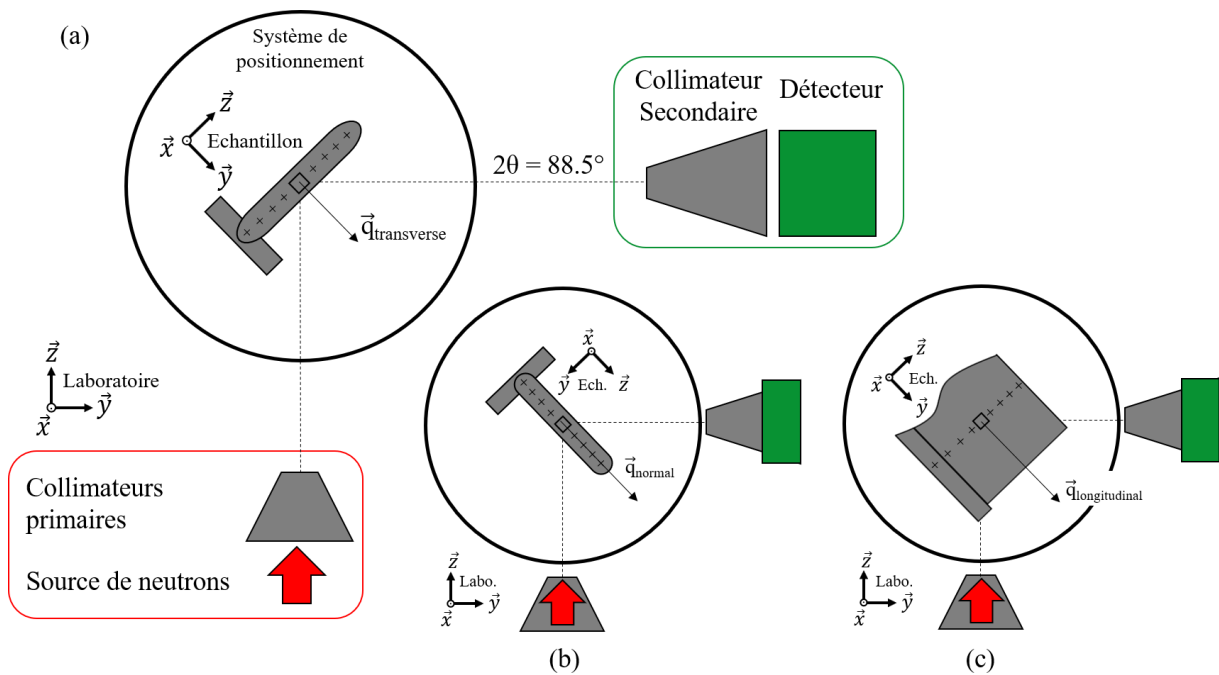 (a)
Système de
positionnement
z⃗
x⃗
Echantillon
y⃗
q⃗transverse
2θ = 88.5°
Collimateur
Secondaire
Détecteur
z⃗
Laboratoire
x⃗
y⃗
Collimateurs
primaires
Source de neutrons
x⃗
y⃗
Ech.
z⃗
q⃗normal
z⃗
Labo.
x⃗
y⃗
(b)
z⃗
x⃗
Ech.
y⃗
q⃗longitudinal
z⃗
Labo.
x⃗
y⃗
(c)